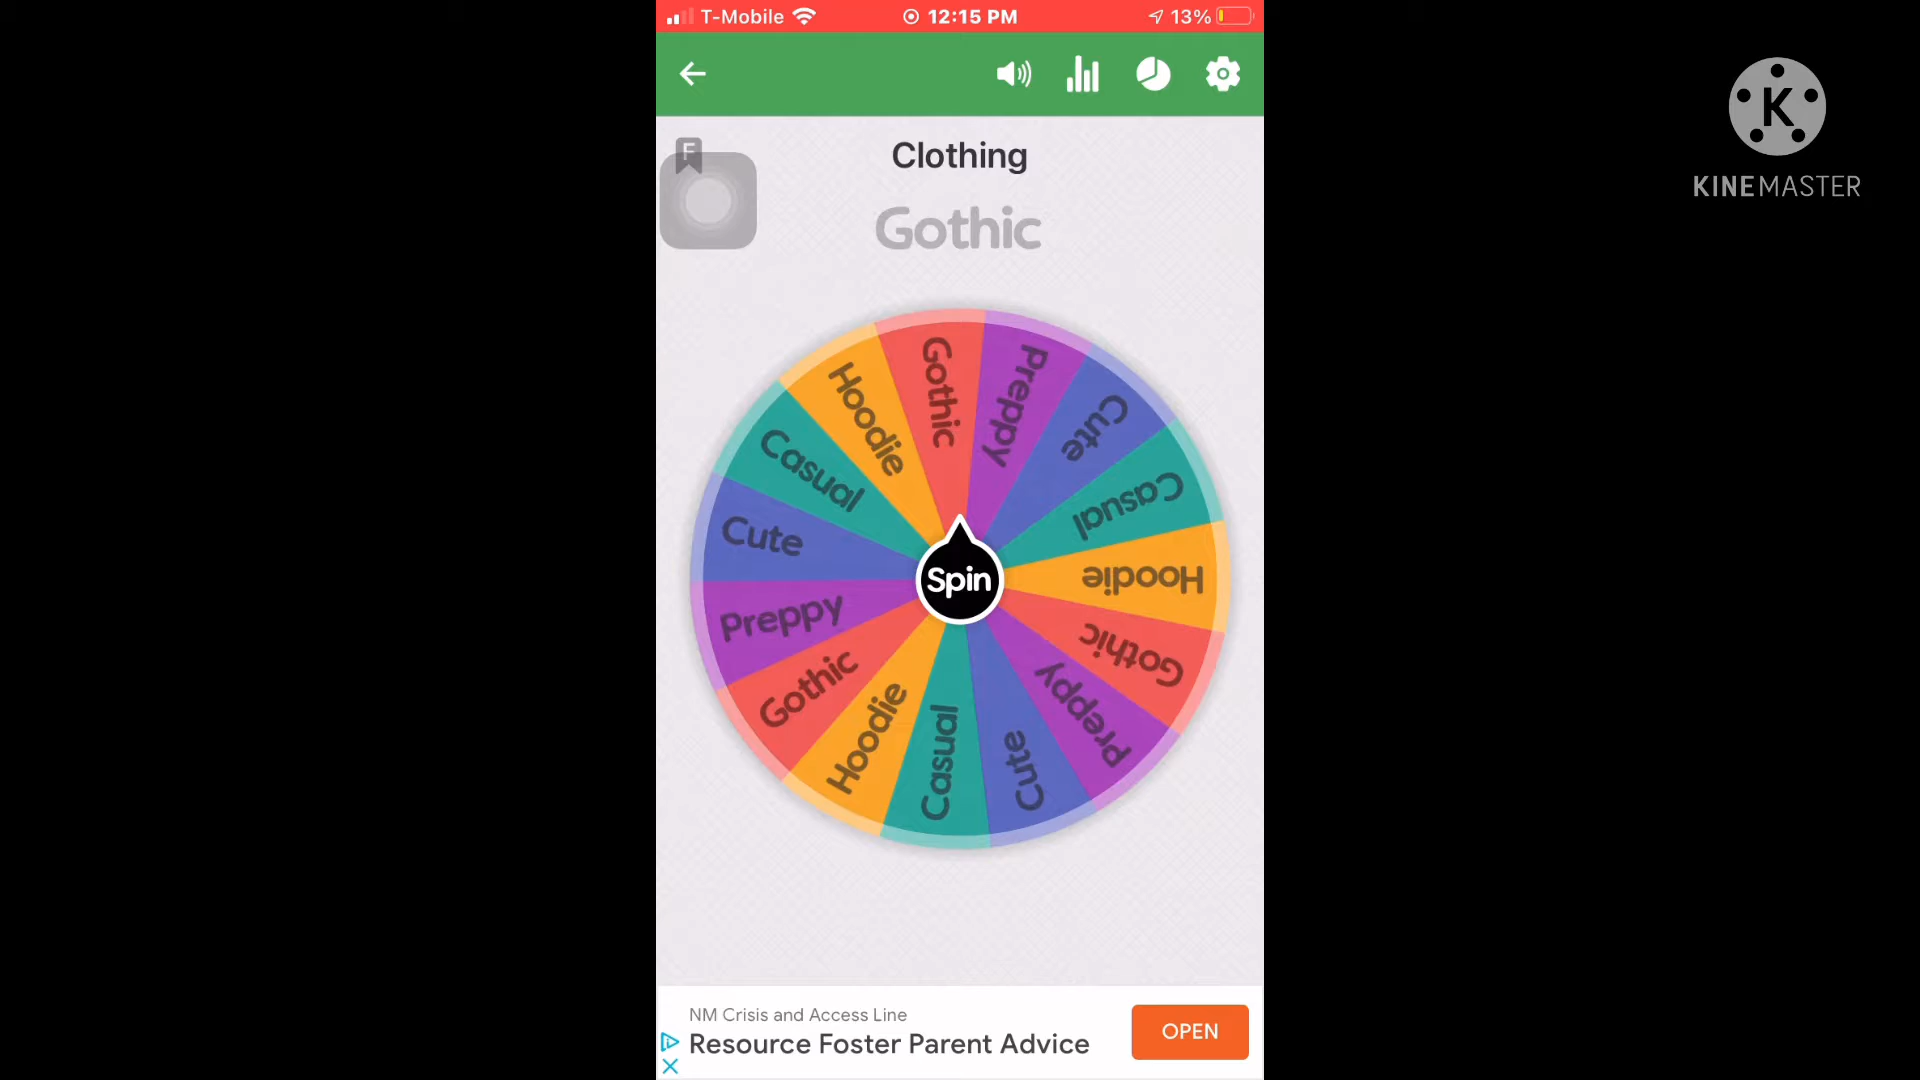 T-Mobile 12:15 PM 13%
KINEMASTER
K
F
Clothing
Gothic
Gothic
Preppy
Cute
Casual
Hoodie
Gothic
Preppy
Cute
Casual
Hoodie
Gothic
Preppy
Cute
Casual
Hoodie
Spin
NM Crisis and Access Line
Resource Foster Parent Advice
OPEN